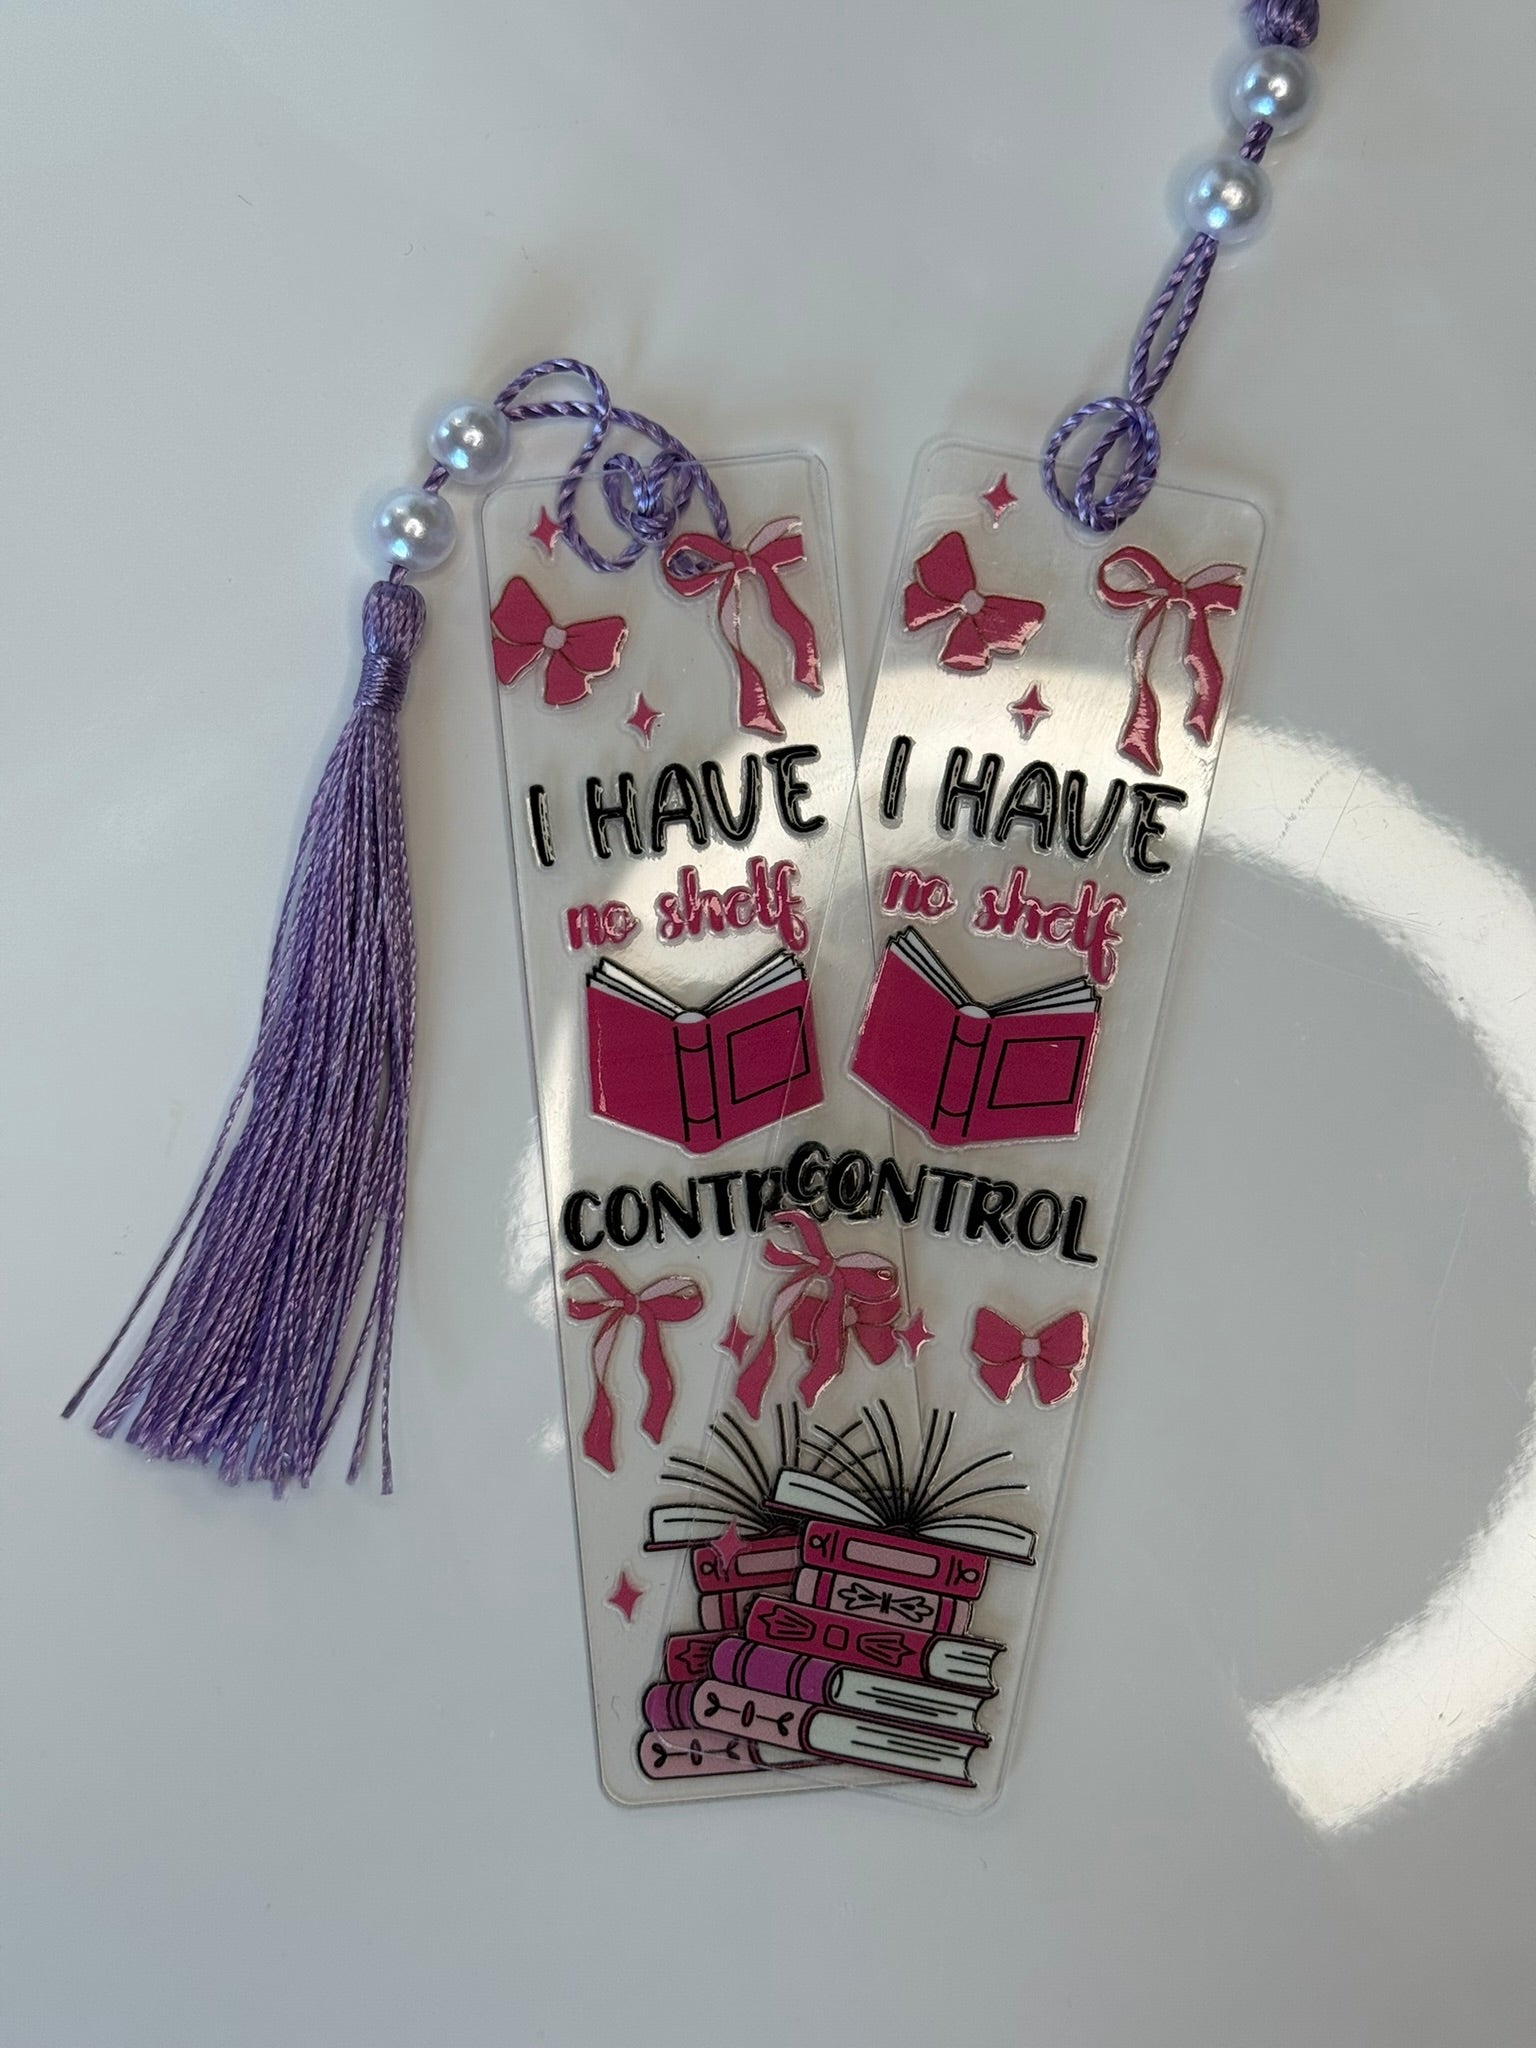 I HAVE
no shelf
CONTROL
I HAVE
no shelf
CONTROL